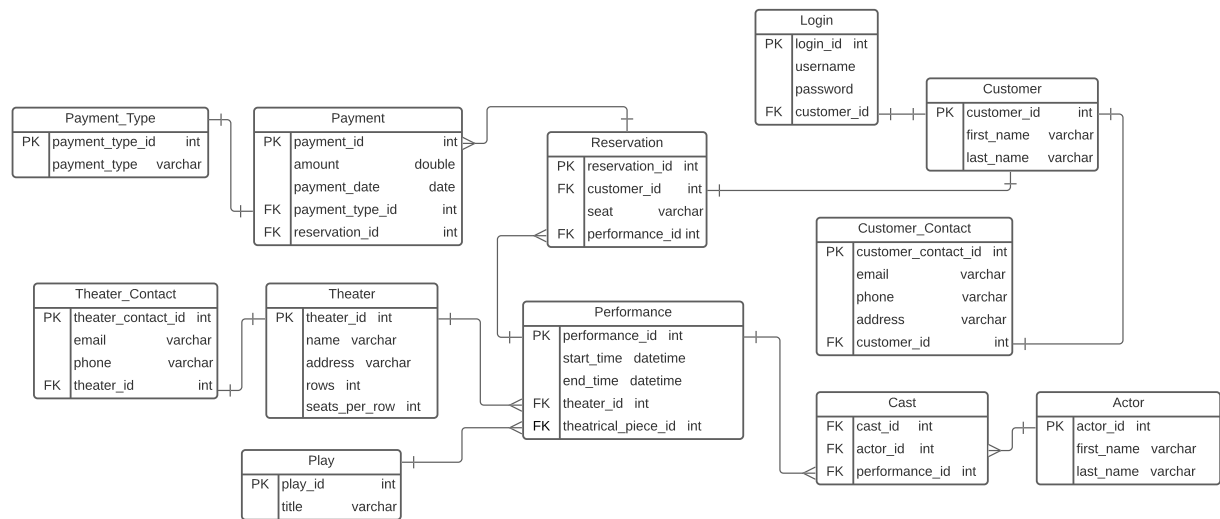 Login
PK login_id int
username
password
FK customer_id
Customer
PK customer_id int
first_name varchar
last_name varchar
Payment_Type
PK payment_type_id int
payment_type varchar
Payment
PK payment_id int
amount double
payment_date date
FK payment_type_id int
FK reservation_id int
Reservation
PK reservation_id int
FK customer_id int
seat varchar
FK performance_id int
Customer_Contact
PK customer_contact_id int
email varchar
phone varchar
address varchar
FK customer_id int
Theater_Contact
PK theater_contact_id int
email varchar
phone varchar
FK theater_id int
Theater
PK theater_id int
name varchar
address varchar
rows int
seats_per_row int
Performance
PK performance_id int
start_time datetime
end_time datetime
FK theater_id int
FK theatrical_piece_id int
Cast
FK cast_id int
FK actor_id int
FK performance_id int
Actor
PK actor_id int
first_name varchar
last_name varchar
Play
PK play_id int
title varchar